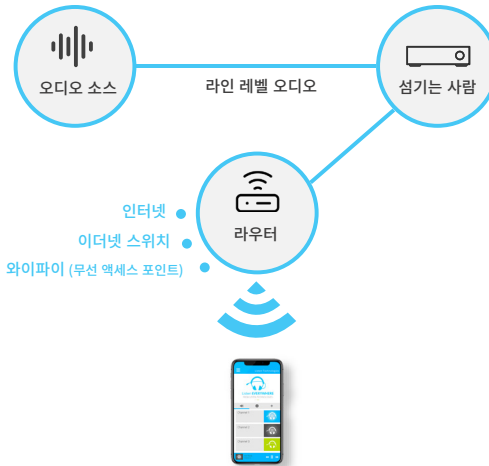 오디오 소스
라인 레벨 오디오
섬기는 사람
라우터
인터넷
이더넷 스위치
와이파이 (무선 액세스 포인트)